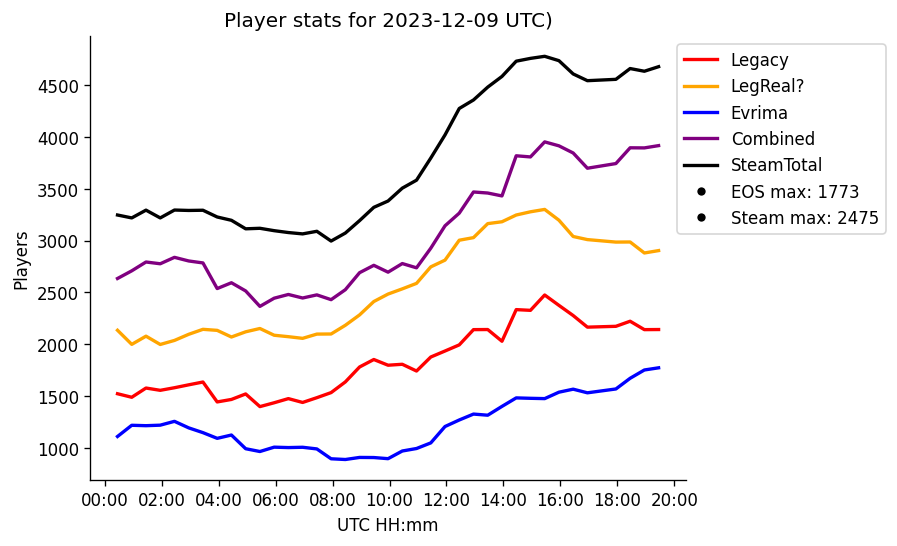 Player stats for 2023-12-09 UTC)
Legacy
LegReal?
Evrima
Combined
SteamTotal
EOS max: 1773
Steam max: 2475
Players
4500
4000
3500
3000
2500
2000
1500
1000
00:00 02:00 04:00 06:00 08:00 10:00 12:00 14:00 16:00 18:00 20:00
UTC HH:mm